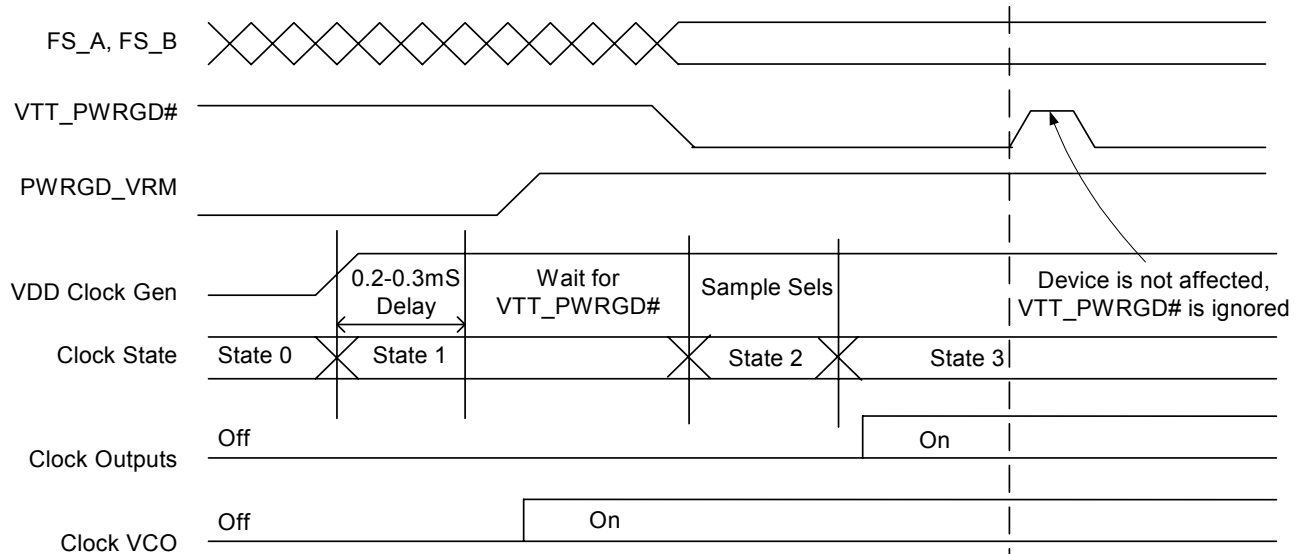 FS_A, FS_B
VTT_PWRGD#
PWRGD_VRM
VDD Clock Gen
0.2-0.3mS
Delay
Wait for
VTT_PWRGD#
Sample Sels
Device is not affected,
VTT_PWRGD# is ignored
Clock State
State 0
State 1
State 2
State 3
Clock Outputs
Off
On
Clock VCO
Off
On